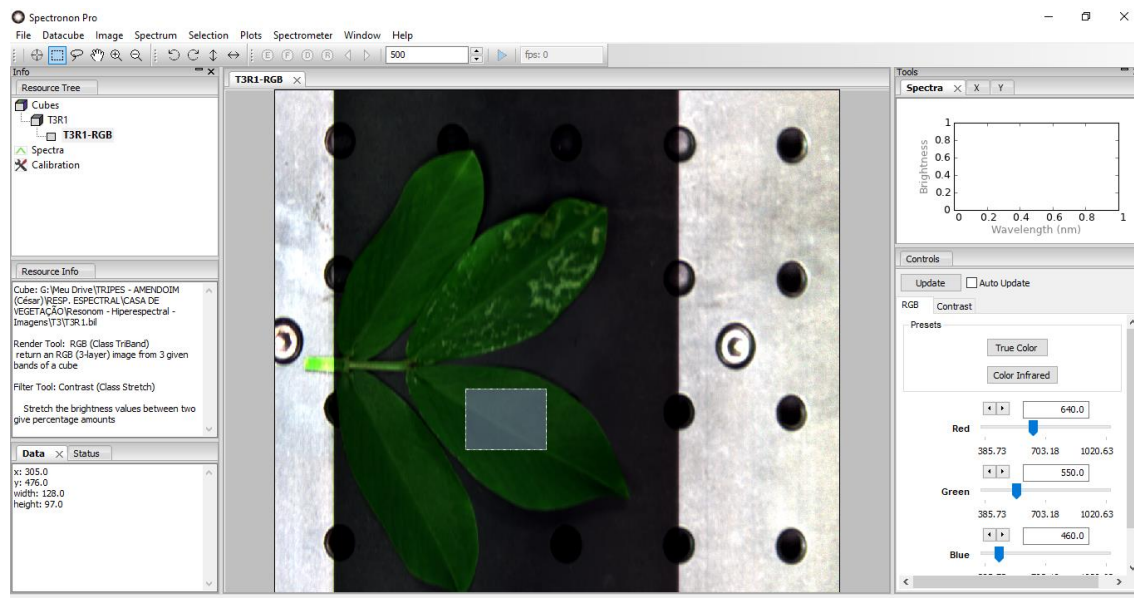 Spectronon Pro
File Datacube Image Spectrum Selection Plots Spectrometer Window Help
E F D R 500 fps: 0
Info
Resource Tree
Cubes
T3R1
T3R1-RGB
Spectra
Calibration
Resource Info
Cube: G:\Meu Drive\TRIPES - AMENDOIM
(César)\RESP. ESPECTRAL\CASA DE
VEGETAÇÃO\Resonom - Hiperespectral -
Imagens\T3\T3R1.bil
Render Tool: RGB (Class TriBand)
return an RGB (3-layer) image from 3 given
bands of a cube
Filter Tool: Contrast (Class Stretch)
Stretch the brightness values between two
give percentage amounts
Data Status
x: 305.0
y: 476.0
width: 128.0
height: 97.0
T3R1-RGB
Tools
Spectra X Y
1
0.8
0.6
0.4
0.2
0
Brightness
0 0.2 0.4 0.6 0.8 1
Wavelength (nm)
Controls
Update Auto Update
RGB Contrast
Presets
True Color
Color Infrared
640.0
Red
385.73 703.18 1020.63
550.0
Green
385.73 703.18 1020.63
460.0
Blue